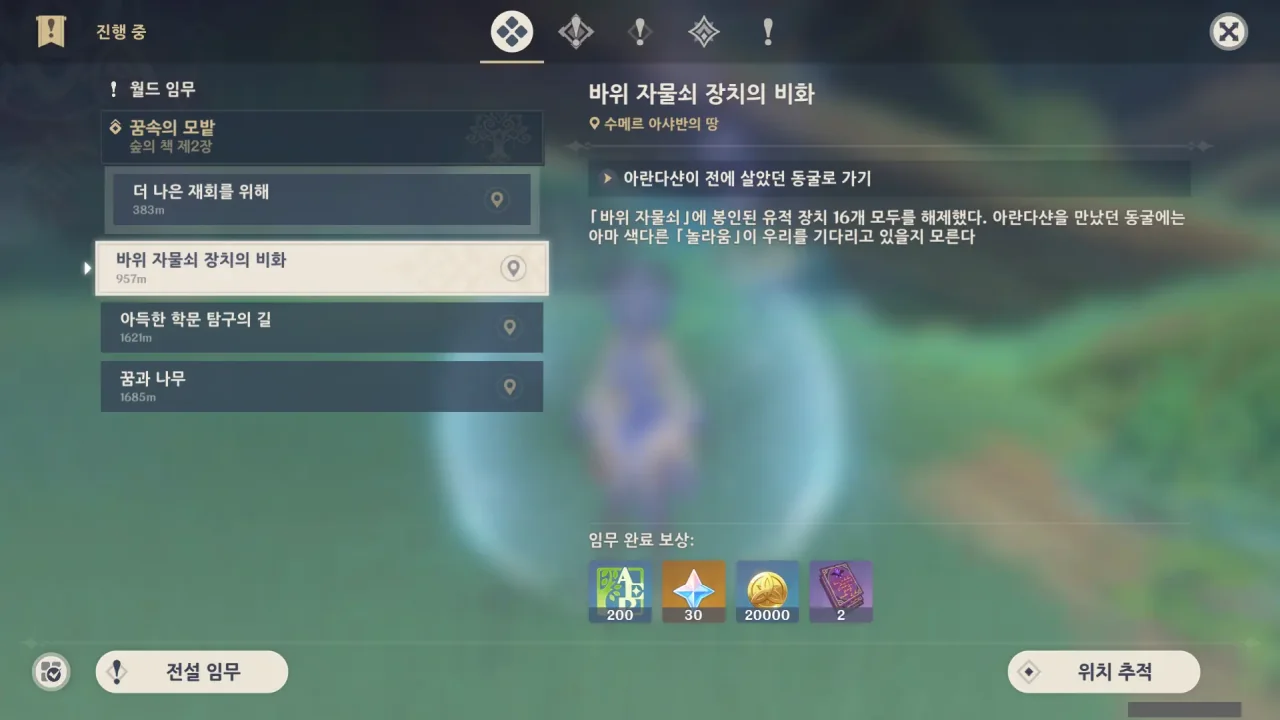 진행 중
월드 임무
꿈속의 모밭
숲의 책 제2장
더 나은 재회를 위해
383m
바위 자물쇠 장치의 비화
957m
아득한 학문 탐구의 길
1621m
꿈과 나무
1685m
바위 자물쇠 장치의 비화
수메르 아샤반의 땅
아란다샨이 전에 살았던 동굴로 가기
「바위 자물쇠」에 봉인된 유적 장치 16개 모두를 해제했다. 아란다샨을 만났던 동굴에는
아마 색다른 「놀라움」이 우리를 기다리고 있을지 모른다
임무 완료 보상:
200
30
20000
2
전설 임무
위치 추적